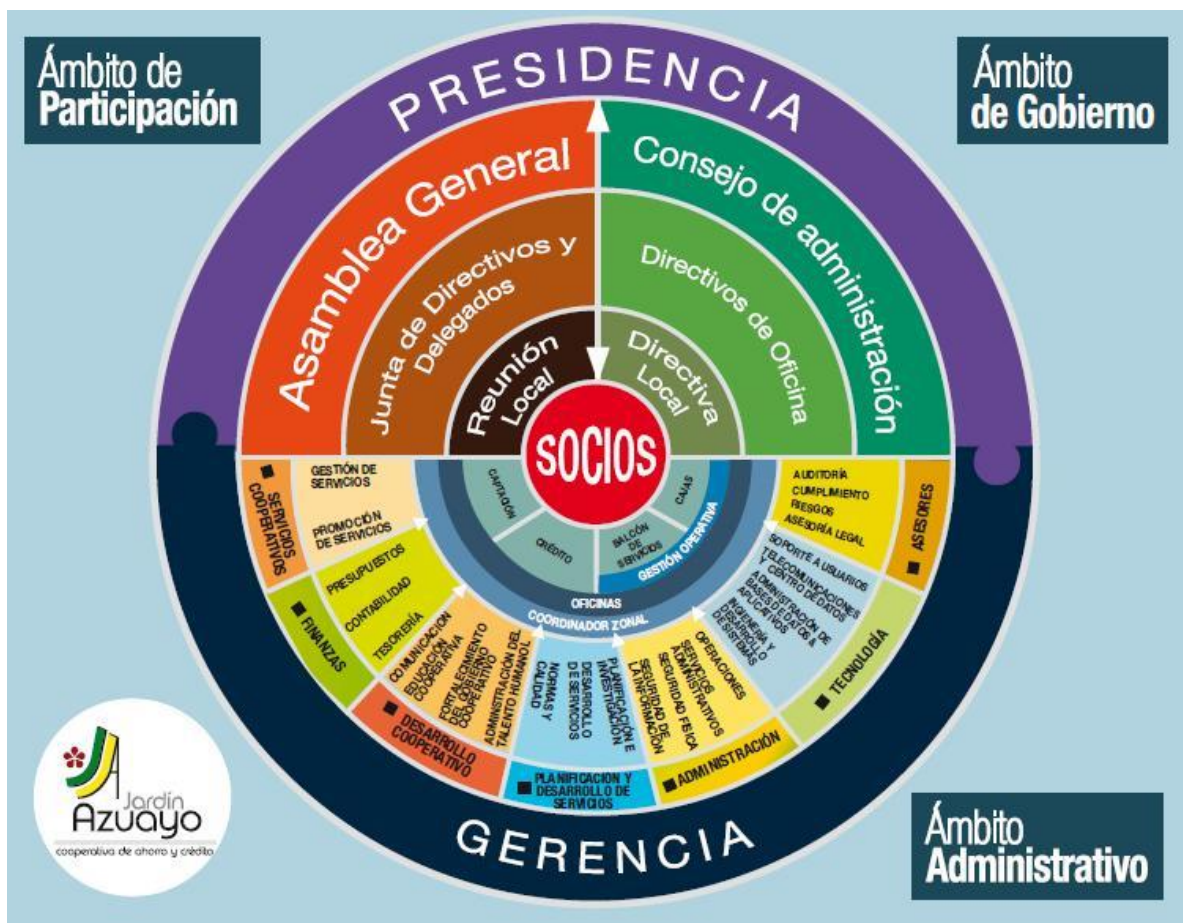 Ámbito de
Participación
Ámbito
de Gobierno
PRESIDENCIA
Asamblea General
Consejo de administración
Junta de Directivos y
Delegados
Directivos de Oficina
Reunión
Local
Directiva
Local
SOCIOS
CAPTACIÓN
CRÉDITO
BALCÓN
DE
SERVICIOS
CAJAS
GESTIÓN OPERATIVA
OFICINAS
COORDINADOR ZONAL
SERVICIOS
COOPERATIVOS
GESTIÓN DE
SERVICIOS
PROMOCIÓN
DE SERVICIOS
FINANZAS
PRESUPUESTOS
CONTABILIDAD
TESORERÍA
DESARROLLO
COOPERATIVO
COMUNICACION
EDUCACIÓN
COOPERATIVA
FORTALECIMIENTO
DEL GOBIERNO
COOPERATIVO
ADMINISTRACIÓN DEL
TALENTO HUMANOL
PLANIFICACION Y
DESARROLLO DE
SERVICIOS
NORMAS Y
CALIDAD
DESARROLLO
DE SERVICIOS
PLANIFICACIÓN E
INVESTIGACIÓN
ADMINISTRACIÓN
SEGURIDAD DE
LA INFORMACIÓN
SEGURIDAD FISICA
SERVICIOS
ADMINISTRATIVOS
OPERACIONES
TECNOLOGÍA
SOPORTE A USUARIOS
TELECOMUNICACIONES
Y CENTRO DE DATOS
ADMINISTRACIÓN DE
BASES DE DATOS &
APLICATIVOS
INGENIERÍA Y
DESARROLLO
DE SISTEMAS
ASESORES
AUDITORÍA
CUMPLIMIENTO
RIESGOS
ASESORÍA LEGAL
GERENCIA
Jardín
Azuayo
cooperativa de ahorro y crédito
Ámbito
Administrativo